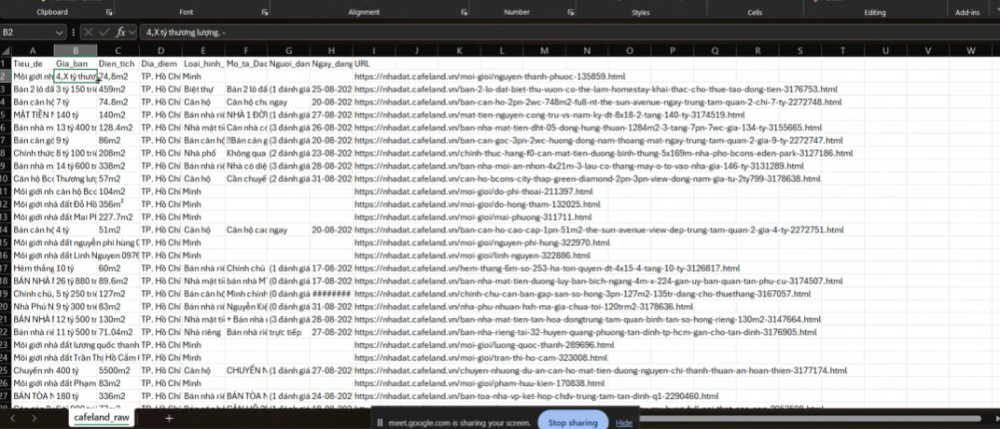 Clipboard Font Alignment Number Styles Cells Editing Add-ins
B2 fx 4,X tỷ thương lượng. -
A B C D E F G H I J K L M N O P Q R S T U V W
1 Tieu_de Gia_ban Dien_tich Dia_diem Loai_hinh_ Mo_ta_Dac Nguoi_dan Ngay_dang URL
2 Môi giới nh 4,X tỷ thươ 74,8m2 TP. Hồ Chí Minh https://nhadat.cafeland.vn/moi-gioi/nguyen-thanh-phuoc-135859.html
3 Bán 2 lô đấ 3 tỷ 150 triệ 459m2 TP. Hồ Chí Biệt thự Bán 2 lô đ (1 đánh giá 25-08-202 https://nhadat.cafeland.vn/ban-2-lo-dat-biet-thu-vuon-co-the-lam-homestay-khai-thac-cho-thue-tao-dong-tien-3176753.html
4 Bán căn hộ 7 tỷ 74.8m2 TP. Hồ Chí Căn hộ Căn hộ chu ngay 20-08-202 https://nhadat.cafeland.vn/ban-can-ho-2pn-2wc-748m2-full-nt-the-sun-avenue-ngay-trung-tam-quan-2-chi-7-ty-2272748.html
5 MẶT TIỀN N 140 tỷ 140m2 TP. Hồ Chí Bán nhà riê NHÀ 1 ĐỜI (1 đánh giá 27-08-202 https://nhadat.cafeland.vn/mat-tien-nguyen-cong-tru-vs-nam-ky-dt-8x18-2-tang-140-ty-3174519.html
6 Bán nhà m 13 tỷ 400 tr 128.4m2 TP. Hồ Chí Nhà mặt tiề Căn nhà có (3 đánh giá 26-08-202 https://nhadat.cafeland.vn/ban-nha-mat-tien-dht-05-dong-hung-thuan-1284m2-3-tang-7pn-7wc-gia-134-ty-3155665.html
7 Bán căn gó 9 tỷ 86m2 TP. Hồ Chí Bán căn hộ Bán căn g (3 đánh giá 20-08-202 https://nhadat.cafeland.vn/ban-can-goc-3pn-2wc-huong-dong-nam-thoang-mat-ngay-trung-tam-quan-2-gia-9-ty-2272747.html
8 Chính thức 8 tỷ 100 triệ 208m2 TP. Hồ Chí Nhà phố Không qua (2 đánh giá 23-08-202 https://nhadat.cafeland.vn/chinh-thuc-hang-f0-can-mat-tien-duong-binh-thung-5x169m-nha-pho-bcons-eden-park-3127186.html
9 Bán nhà m 14 tỷ 600 tr 338m2 TP. Hồ Chí Bán nhà riê Nhà có diệ (3 đánh giá 28-08-202 https://nhadat.cafeland.vn/ban-nha-moi-an-nhon-4x21m-3-lau-co-thang-may-o-to-vao-nha-gia-146-ty-3131289.html
10 Căn hộ Bco Thương lượ 57m2 TP. Hồ Chí Căn hộ Cần chuyể (2 đánh giá 31-08-202 https://nhadat.cafeland.vn/can-ho-bcons-city-thap-green-diamond-2pn-3pn-view-dong-nam-gia-tu-2ty799-3178638.html
11 Môi giới nh căn hộ Bco 104m2 TP. Hồ Chí Minh https://nhadat.cafeland.vn/moi-gioi/do-phi-thoai-211397.html
12 Môi giới nhà đất Đỗ Hồ 356m² TP. Hồ Chí Minh https://nhadat.cafeland.vn/moi-gioi/do-hong-tham-132025.html
13 Môi giới nhà đất Mai Ph 227.7m2 TP. Hồ Chí Minh https://nhadat.cafeland.vn/moi-gioi/mai-phuong-311711.html
14 Bán căn hộ 4 tỷ 51m2 TP. Hồ Chí Căn hộ Căn hộ cao ngay 20-08-202 https://nhadat.cafeland.vn/ban-can-ho-cao-cap-1pn-51m2-the-sun-avenue-view-dep-trung-tam-quan-2-gia-4-ty-2272751.html
15 Môi giới nhà đất nguyễn phi hùng 0 TP. Hồ Chí Minh https://nhadat.cafeland.vn/moi-gioi/nguyen-phi-hung-322970.html
16 Môi giới nhà đất Linh Nguyen 0976 TP. Hồ Chí Minh https://nhadat.cafeland.vn/moi-gioi/linh-nguyen-322886.html
17 Hẻm thẳng 10 tỷ 60m2 TP. Hồ Chí Bán nhà riê Chính chủ (1 đánh giá 17-08-202 https://nhadat.cafeland.vn/hem-thang-6m-so-253-ha-ton-quyen-dt-4x15-4-tang-10-ty-3126817.html
18 BÁN NHÀ M 26 tỷ 880 tr 89.6m2 TP. Hồ Chí Nhà mặt tiề bán nhà M (0 đánh giá 17-08-202 https://nhadat.cafeland.vn/ban-nha-mat-tien-duong-luy-ban-bich-ngang-4m-x-224-gan-uy-ban-quan-tan-phu-cu-3174507.html
19 Chính chủ, 5 tỷ 250 triệ 127m2 TP. Hồ Chí Bán căn hộ Mình chính (0 đánh giá ######## https://nhadat.cafeland.vn/chinh-chu-can-ban-gap-san-so-hong-3pn-127m2-135tr-dang-cho-thuethang-3167057.html
20 Nhà Phú N 9 tỷ 300 triệ 83m2 TP. Hồ Chí Bán nhà riê Nguyễn Kiệ (0 đánh giá 31-08-202 https://nhadat.cafeland.vn/nha-phu-nhuan-hxh-ma-gia-chua-toi-120trm2-3178636.html
21 BÁN NHÀ M 12 tỷ 500 tr 130m2 TP. Hồ Chí Nhà mặt tiề + Bán nhà (3 đánh giá 28-08-202 https://nhadat.cafeland.vn/ban-nha-mat-tien-tan-hoa-dongtrung-tam-quan-binh-tan-so-hong-rieng-130m2-3147664.html
22 Bán nhà riê 11 tỷ 500 tr 71.04m2 TP. Hồ Chí Nhà riêng Bán nhà riê trực tiếp 27-08-202 https://nhadat.cafeland.vn/ban-nha-rieng-tai-32-huyen-quang-phuong-tan-dinh-tp-hcm-gan-cho-tan-dinh-3176905.html
23 Môi giới nhà đất lương quốc thanh TP. Hồ Chí Minh https://nhadat.cafeland.vn/moi-gioi/luong-quoc-thanh-289696.html
24 Môi giới nhà đất Trần Thị Hồ Cẩm TP. Hồ Chí Minh https://nhadat.cafeland.vn/moi-gioi/tran-thi-ho-cam-323008.html
25 Chuyển nh 400 tỷ 5500m2 TP. Hồ Chí Căn hộ CHUYỂN N (1 đánh giá 27-08-202 https://nhadat.cafeland.vn/chuyen-nhuong-du-an-can-ho-mat-tien-duong-nguyen-chi-thanh-thuan-an-hoan-thien-3177174.html
26 Môi giới nhà đất Phạm 83m2 TP. Hồ Chí Minh https://nhadat.cafeland.vn/moi-gioi/pham-huu-kien-170838.html
27 BÁN TÒA N 180 tỷ 336m2 TP. Hồ Chí Bán nhà riê BÁN TÒA N (1 đánh giá 24-08-202 https://nhadat.cafeland.vn/ban-toa-nha-vp-ket-hop-chdv-trung-tam-tan-dinh-q1-2290460.html
cafeland_raw
meet.google.com is sharing your screen. Stop sharing Hide